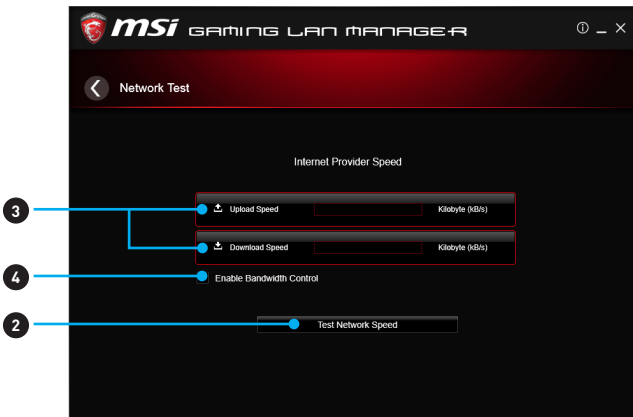 msi GAMING LAN MANAGER
Network Test
Internet Provider Speed
3
Upload Speed Kilobyte (kB/s)
Download Speed Kilobyte (kB/s)
4
Enable Bandwidth Control
2
Test Network Speed